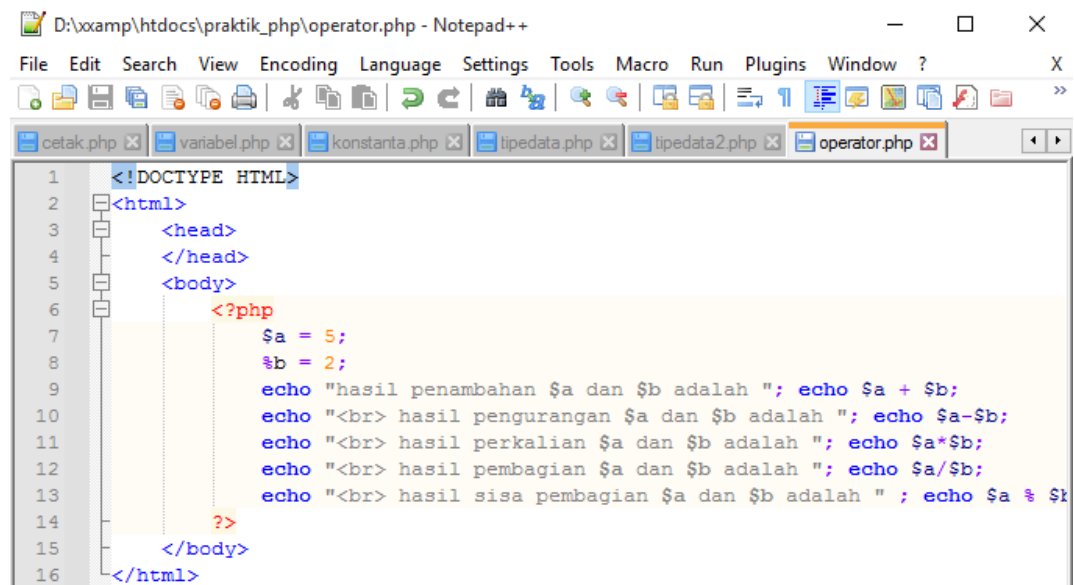 D:\xxamp\htdocs\praktik_php\operator.php - Notepad++
File Edit Search View Encoding Language Settings Tools Macro Run Plugins Window ? X
cetak.php variabel.php konstanta.php tipedata.php tipedata2.php operator.php
1 <!DOCTYPE HTML>
2 <html>
3 <head>
4 </head>
5 <body>
6 <?php
7 $a = 5;
8 %b = 2;
9 echo "hasil penambahan $a dan $b adalah "; echo $a + $b;
10 echo "<br> hasil pengurangan $a dan $b adalah "; echo $a-$b;
11 echo "<br> hasil perkalian $a dan $b adalah "; echo $a*$b;
12 echo "<br> hasil pembagian $a dan $b adalah "; echo $a/$b;
13 echo "<br> hasil sisa pembagian $a dan $b adalah " ; echo $a %
14 ?>
15 </body>
16 </html>